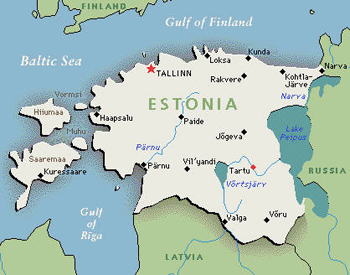 FINLAND
Gulf of Finland
Baltic Sea
Loksa
Kunda
TALLINN
Narva
Rakvere
Kohtla-
Järve
Narva
Vormsi
ESTONIA
Hiiumaa
Haapsalu
Paide
Lake
Peipus
Muhu
Jõgeva
Pärnu
Saaremaa
Pärnu
Vil'yandi
Tartu
RUSSIA
Kuressaare
Võrtsjärv
Gulf
of
Riga
Valga
Võru
LATVIA